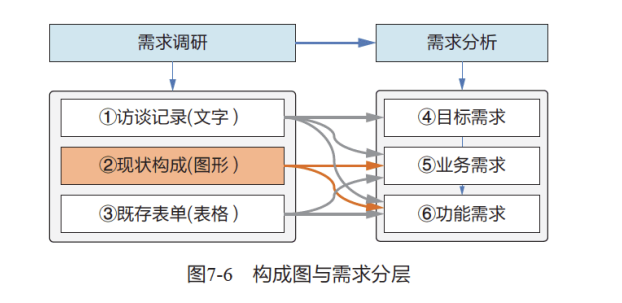 需求调研
需求分析
①访谈记录(文字)
④目标需求
②现状构成(图形)
⑤业务需求
③既存表单(表格)
⑥功能需求
图7-6 构成图与需求分层